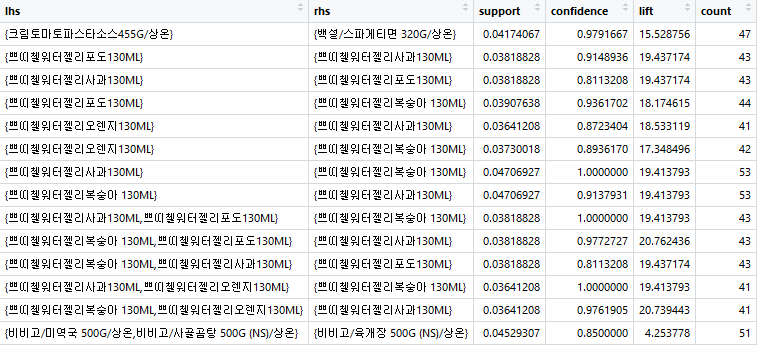 lhs rhs support confidence lift count
{크림토마토파스타소스455G/상온} {백설/스파게티면 320G/상온} 0.04174067 0.9791667 15.528756 47
{쁘띠첼워터젤리포도130ML} {쁘띠첼워터젤리사과130ML} 0.03818828 0.9148936 19.437174 43
{쁘띠첼워터젤리사과130ML} {쁘띠첼워터젤리포도130ML} 0.03818828 0.8113208 19.437174 43
{쁘띠첼워터젤리포도130ML} {쁘띠첼워터젤리복숭아 130ML} 0.03907638 0.9361702 18.174615 44
{쁘띠첼워터젤리오렌지130ML} {쁘띠첼워터젤리사과130ML} 0.03641208 0.8723404 18.533119 41
{쁘띠첼워터젤리오렌지130ML} {쁘띠첼워터젤리복숭아 130ML} 0.03730018 0.8936170 17.348496 42
{쁘띠첼워터젤리사과130ML} {쁘띠첼워터젤리복숭아 130ML} 0.04706927 1.0000000 19.413793 53
{쁘띠첼워터젤리복숭아 130ML} {쁘띠첼워터젤리사과130ML} 0.04706927 0.9137931 19.413793 53
{쁘띠첼워터젤리사과130ML,쁘띠첼워터젤리포도130ML} {쁘띠첼워터젤리복숭아 130ML} 0.03818828 1.0000000 19.413793 43
{쁘띠첼워터젤리복숭아 130ML,쁘띠첼워터젤리포도130ML} {쁘띠첼워터젤리사과130ML} 0.03818828 0.9772727 20.762436 43
{쁘띠첼워터젤리복숭아 130ML,쁘띠첼워터젤리사과130ML} {쁘띠첼워터젤리포도130ML} 0.03818828 0.8113208 19.437174 43
{쁘띠첼워터젤리사과130ML,쁘띠첼워터젤리오렌지130ML} {쁘띠첼워터젤리복숭아 130ML} 0.03641208 1.0000000 19.413793 41
{쁘띠첼워터젤리복숭아 130ML,쁘띠첼워터젤리오렌지130ML} {쁘띠첼워터젤리사과130ML} 0.03641208 0.9761905 20.739443 41
{비비고/미역국 500G/상온,비비고/사골곰탕 500G (NS)/상온} {비비고/육개장 500G (NS)/상온} 0.04529307 0.8500000 4.253778 51